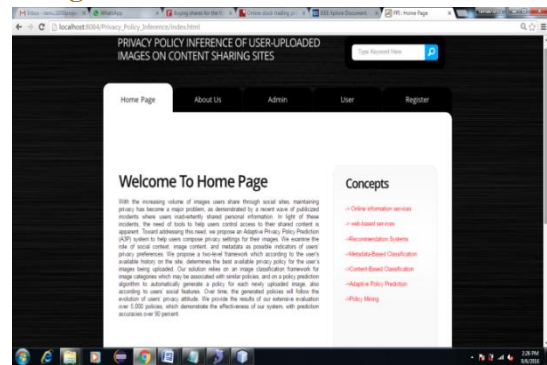 WhatsApp
IEEE Xplore Document
PPI : Home Page
localhost:8084/Privacy_Policy_Inference/index.html
PRIVACY POLICY INFERENCE OF USER-UPLOADED
IMAGES ON CONTENT SHARING SITES
Type Keyword Here
Home Page About Us Admin User Register
Welcome To Home Page
With the increasing volume of images users share through social sites, maintaining
privacy has become a major problem, as demonstrated by a recent wave of publicized
incidents where users inadvertently shared personal information. In light of these
incidents, the need of tools to help users control access to their shared content is
apparent. Toward addressing this need, we propose an Adaptive Privacy Policy Prediction
(A3P) system to help users compose privacy settings for their images. We examine the
role of social context, image content, and metadata as possible indicators of users'
privacy preferences. We propose a two-level framework which according to the user's
available history on the site, determines the best available privacy policy for the user's
images being uploaded. Our solution relies on an image classification framework for
image categories which may be associated with similar policies, and on a policy prediction
algorithm to automatically generate a policy for each newly uploaded image, also
according to users' social features. Over time, the generated policies will follow the
evolution of users' privacy attitude. We provide the results of our extensive evaluation
over 5,000 policies, which demonstrate the effectiveness of our system, with prediction
accuracies over 90 percent.
Concepts
-> Online information services
-> web-based services
->Recommendation Systems
->Metadata-Based Classification
->Content-Based Classification
->Adaptive Policy Prediction
->Policy Mining
2:26 PM